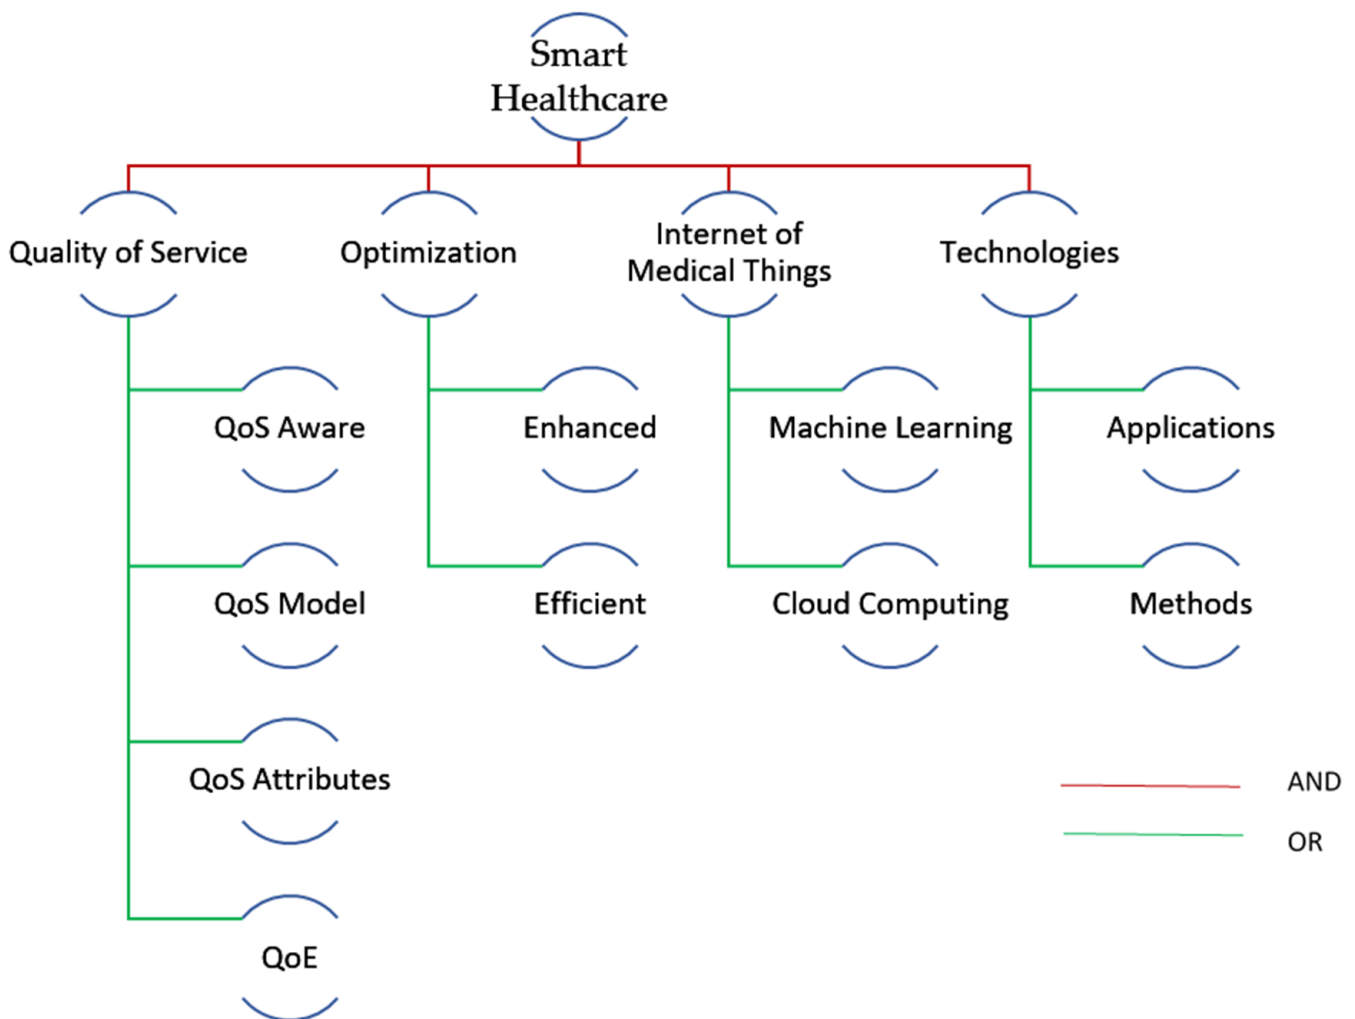 Smart
Healthcare
Quality of Service
Optimization
Internet of
Medical Things
Technologies
QoS Aware
Enhanced
Machine Learning
Applications
QoS Model
Efficient
Cloud Computing
Methods
QoS Attributes
AND
OR
QoE